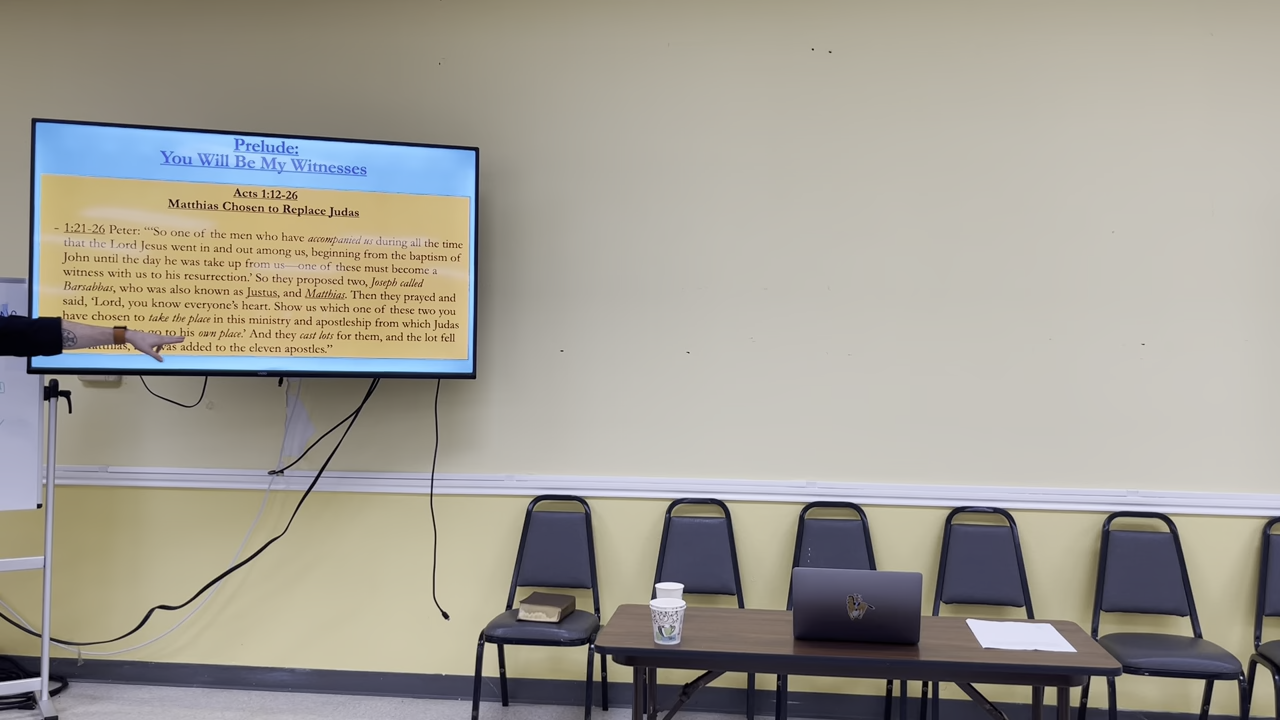 Prelude:
You Will Be My Witnesses
Acts 1:12-26
Matthias Chosen to Replace Judas
- 1:21-26 Peter: "'So one of the men who have accompanied us during all the time
that the Lord Jesus went in and out among us, beginning from the baptism of
John until the day he was take up from us—one of these must become a
witness with us to his resurrection.' So they proposed two, Joseph called
Barsabbas, who was also known as Justus, and Matthias. Then they prayed and
said, 'Lord, you know everyone's heart. Show us which one of these two you
have chosen to take the place in this ministry and apostleship from which Judas
to go to his own place.' And they cast lots for them, and the lot fell
was added to the eleven apostles."